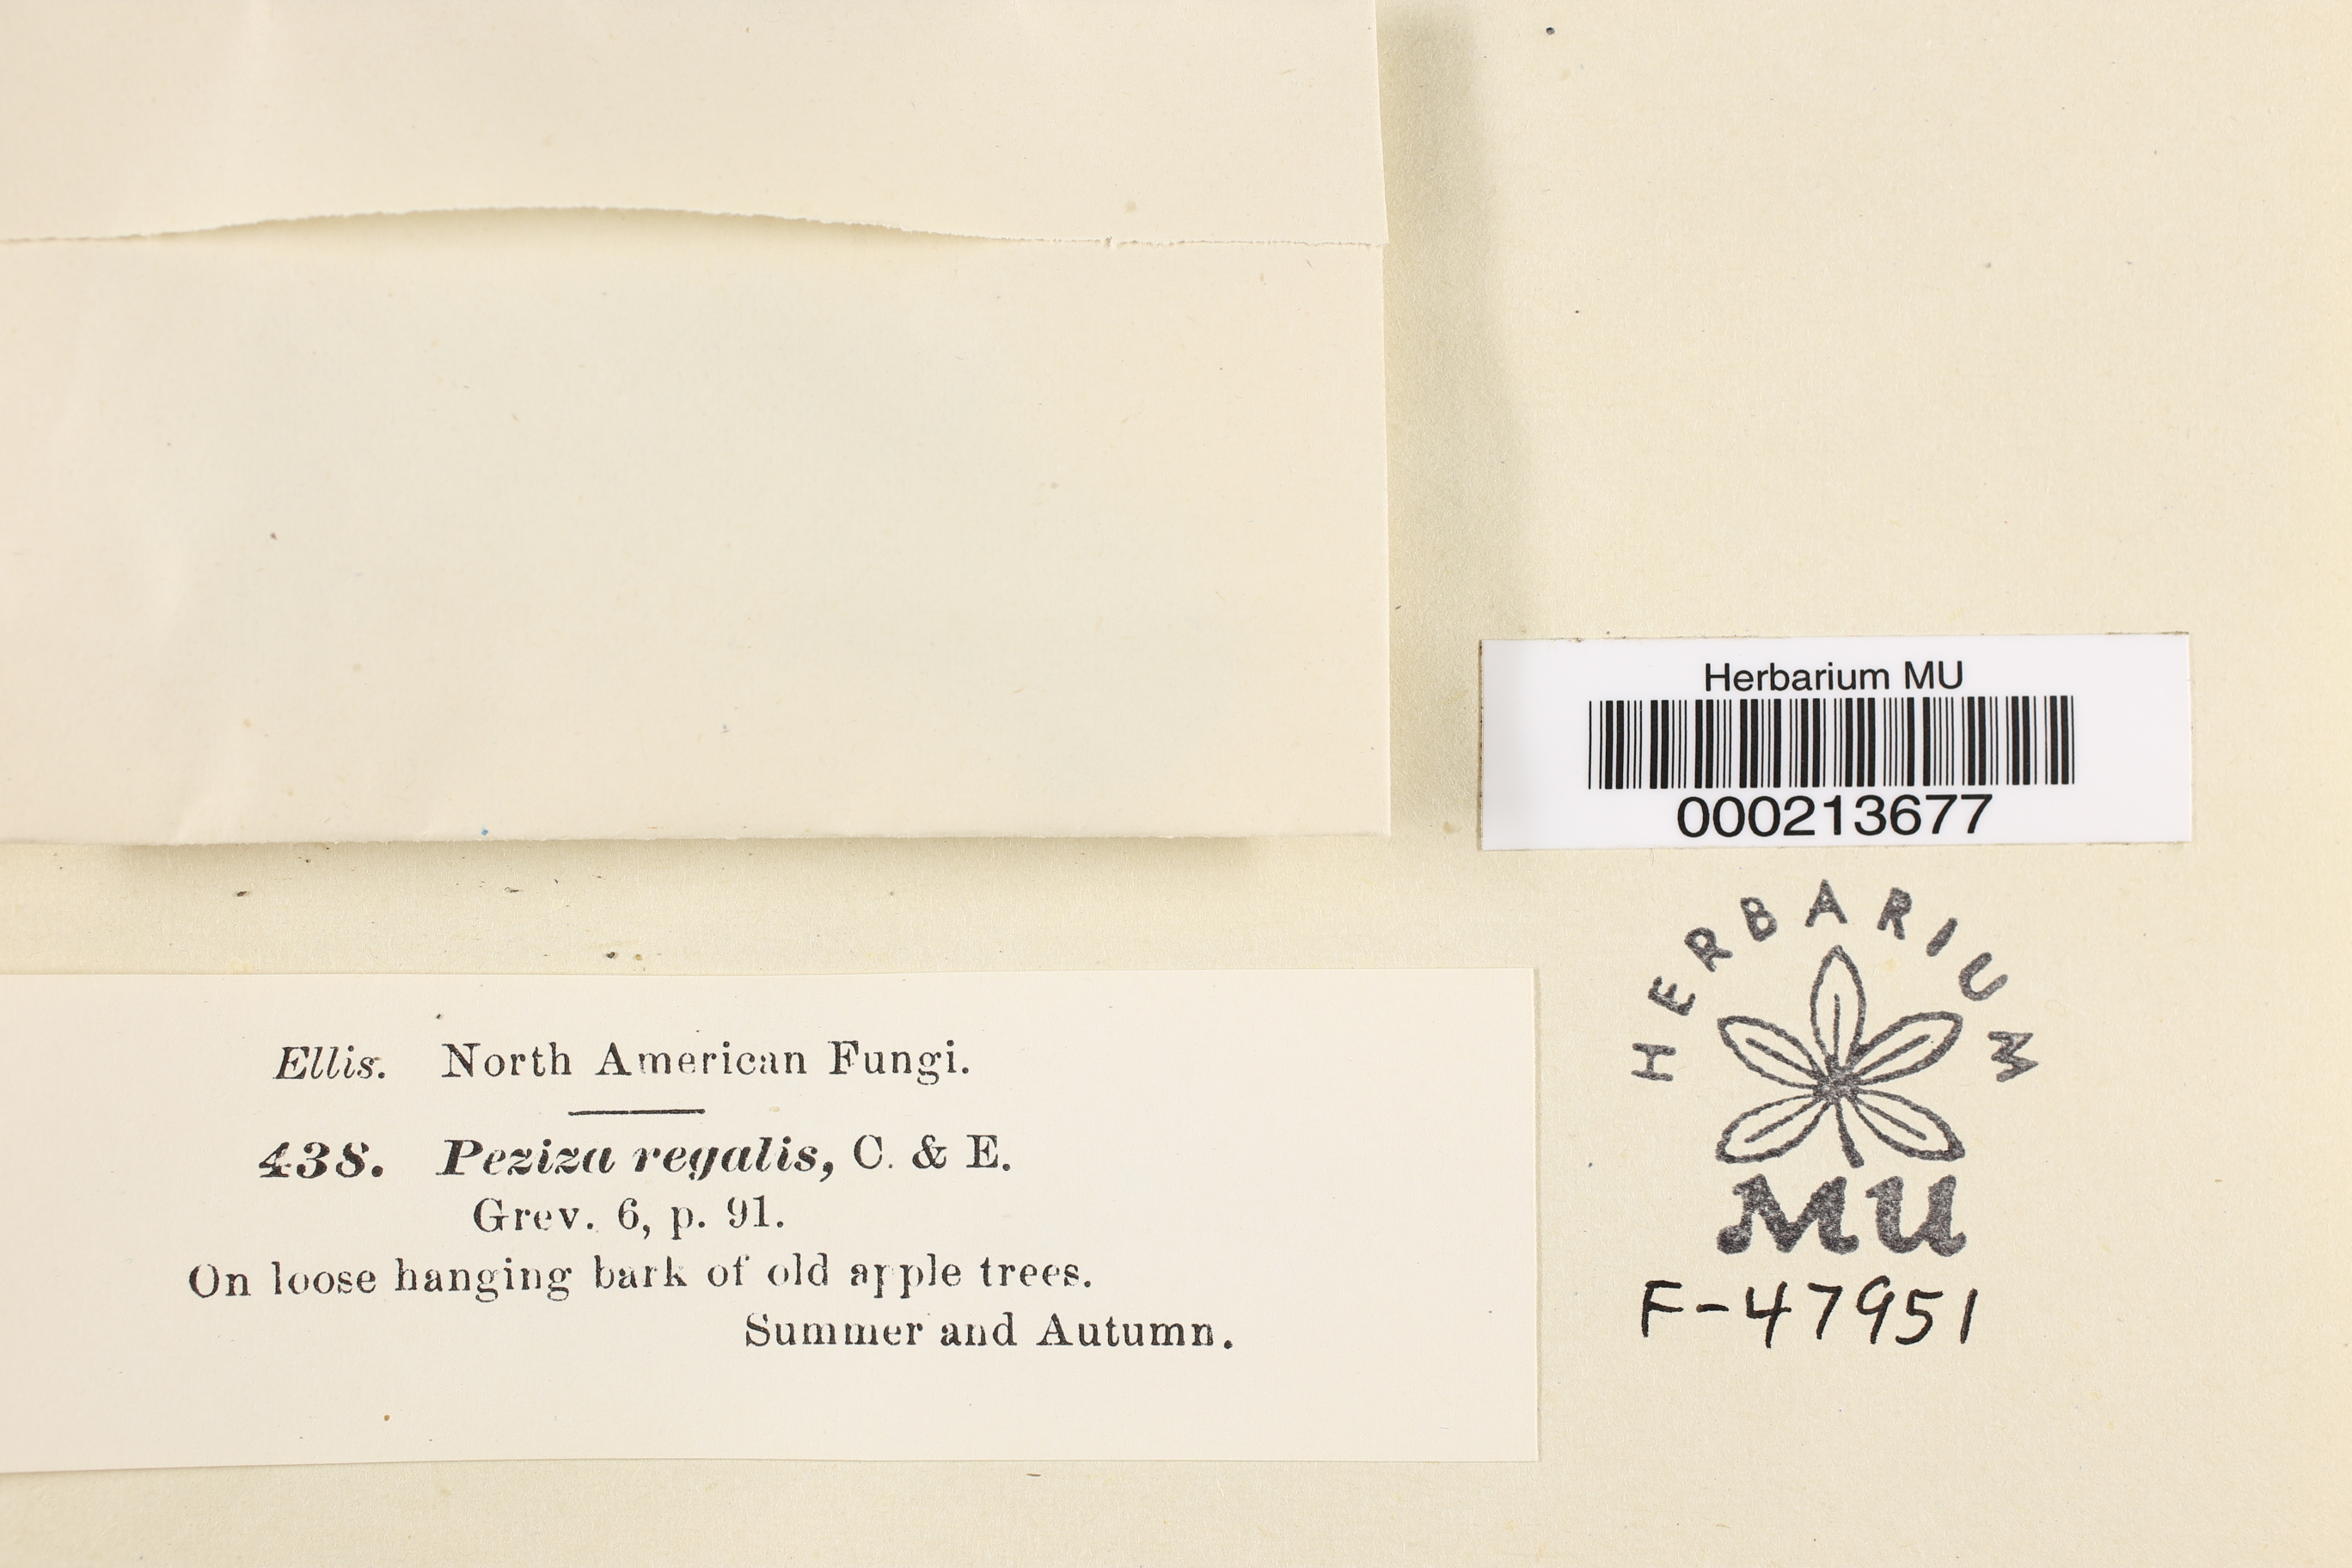 Herbarium MU
000213677
HERBARIUM
MU
F-47951
Ellis. North American Fungi.
438. Peziza regalis, C. & E.
Grev. 6, p. 91.
On loose hanging bark of old apple trees.
Summer and Autumn.